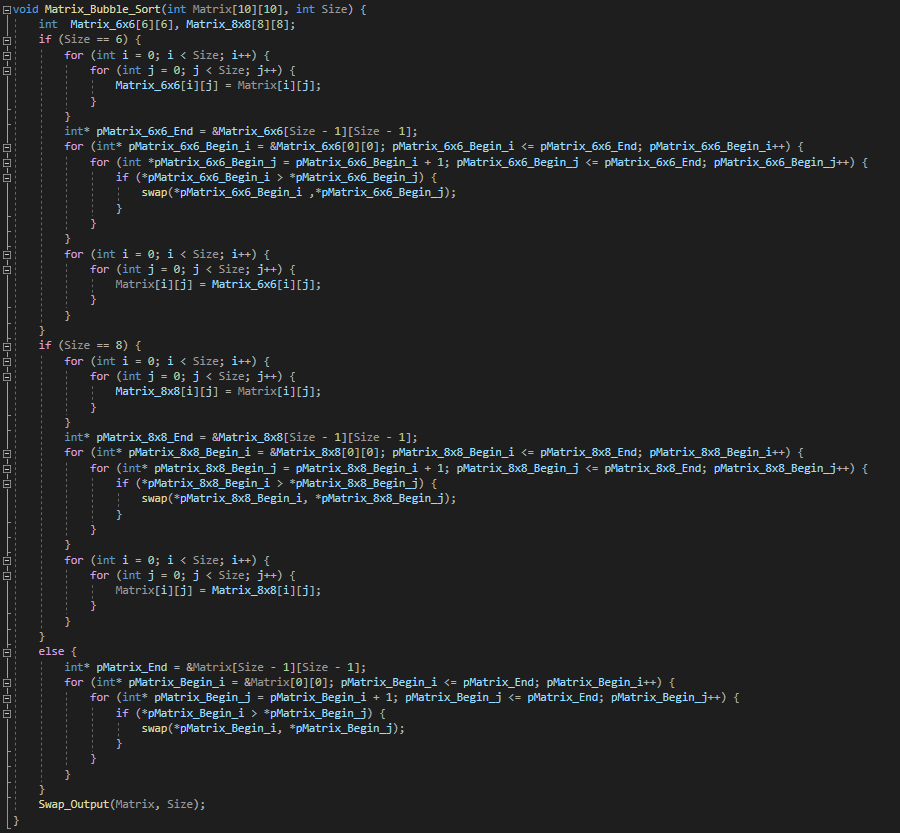 void Matrix_Bubble_Sort(int Matrix[10][10], int Size) {
    int  Matrix_6x6[6][6], Matrix_8x8[8][8];
    if (Size == 6) {
        for (int i = 0; i < Size; i++) {
            for (int j = 0; j < Size; j++) {
                Matrix_6x6[i][j] = Matrix[i][j];
            }
        }
        int* pMatrix_6x6_End = &Matrix_6x6[Size - 1][Size - 1];
        for (int* pMatrix_6x6_Begin_i = &Matrix_6x6[0][0]; pMatrix_6x6_Begin_i <= pMatrix_6x6_End; pMatrix_6x6_Begin_i++) {
            for (int *pMatrix_6x6_Begin_j = pMatrix_6x6_Begin_i + 1; pMatrix_6x6_Begin_j <= pMatrix_6x6_End; pMatrix_6x6_Begin_j++) {
                if (*pMatrix_6x6_Begin_i > *pMatrix_6x6_Begin_j) {
                    swap(*pMatrix_6x6_Begin_i ,*pMatrix_6x6_Begin_j);
                }
            }
        }
        for (int i = 0; i < Size; i++) {
            for (int j = 0; j < Size; j++) {
                Matrix[i][j] = Matrix_6x6[i][j];
            }
        }
    }
    if (Size == 8) {
        for (int i = 0; i < Size; i++) {
            for (int j = 0; j < Size; j++) {
                Matrix_8x8[i][j] = Matrix[i][j];
            }
        }
        int* pMatrix_8x8_End = &Matrix_8x8[Size - 1][Size - 1];
        for (int* pMatrix_8x8_Begin_i = &Matrix_8x8[0][0]; pMatrix_8x8_Begin_i <= pMatrix_8x8_End; pMatrix_8x8_Begin_i++) {
            for (int* pMatrix_8x8_Begin_j = pMatrix_8x8_Begin_i + 1; pMatrix_8x8_Begin_j <= pMatrix_8x8_End; pMatrix_8x8_Begin_j++) {
                if (*pMatrix_8x8_Begin_i > *pMatrix_8x8_Begin_j) {
                    swap(*pMatrix_8x8_Begin_i, *pMatrix_8x8_Begin_j);
                }
            }
        }
        for (int i = 0; i < Size; i++) {
            for (int j = 0; j < Size; j++) {
                Matrix[i][j] = Matrix_8x8[i][j];
            }
        }
    }
    else {
        int* pMatrix_End = &Matrix[Size - 1][Size - 1];
        for (int* pMatrix_Begin_i = &Matrix[0][0]; pMatrix_Begin_i <= pMatrix_End; pMatrix_Begin_i++) {
            for (int* pMatrix_Begin_j = pMatrix_Begin_i + 1; pMatrix_Begin_j <= pMatrix_End; pMatrix_Begin_j++) {
                if (*pMatrix_Begin_i > *pMatrix_Begin_j) {
                    swap(*pMatrix_Begin_i, *pMatrix_Begin_j);
                }
            }
        }
    }
    Swap_Output(Matrix, Size);
}